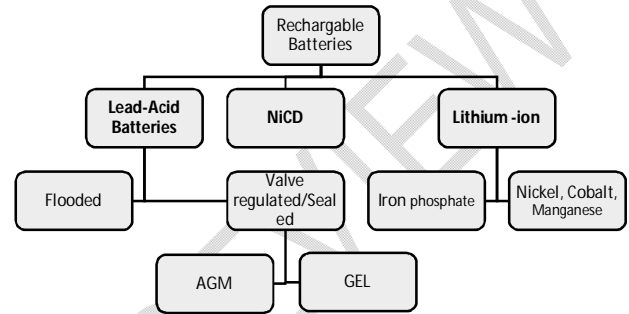 Rechargable
Batteries
Lead-Acid
Batteries
NiCD
Lithium -ion
Flooded
Valve
regulated/Seal
ed
Iron phosphate
Nickel, Cobalt,
Manganese
AGM
GEL